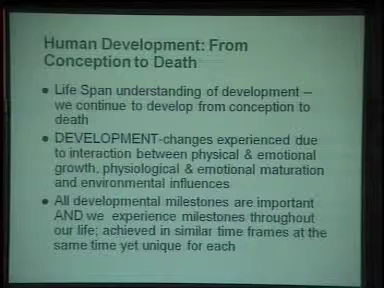 Human Development: From
Conception to Death
• Life Span understanding of development –
we continue to develop from conception to
death
• DEVELOPMENT-changes experienced due
to interaction between physical & emotional
growth, physiological & emotional maturation
and environmental influences
• All developmental milestones are important
AND we experience milestones throughout
our life; achieved in similar time frames at the
same time yet unique for each